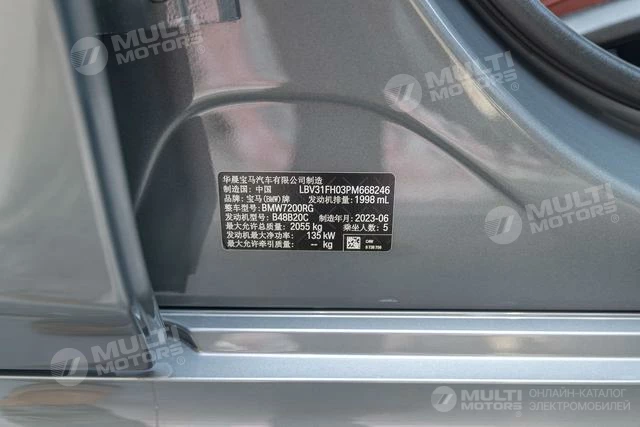 MULTI
MOTORS
MULTI
MOTORS
华晨宝马汽车有限公司制造
制造国：中国 LBV31FH03PM668246
品牌：宝马(BMW)牌 发动机排量：1998 mL
整车型号：BMW7200RG
发动机型号：B48B20C 制造年月：2023-06
最大允许总质量：2055 kg 乘坐人数：5
发动机最大净功率：135 kW
最大允许牵引质量：-- kg
MULTI
MOTORS
MULTI
MOTORS
ОНЛАЙН-КАТАЛОГ
ЭЛЕКТРОМОБИЛЕЙ